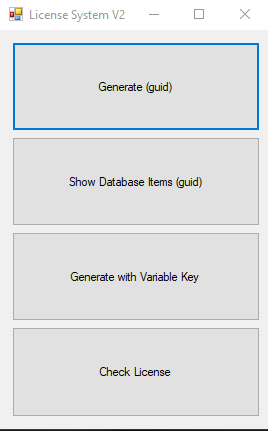 License System V2
Generate (guid)
Show Database Items (guid)
Generate with Variable Key
Check License